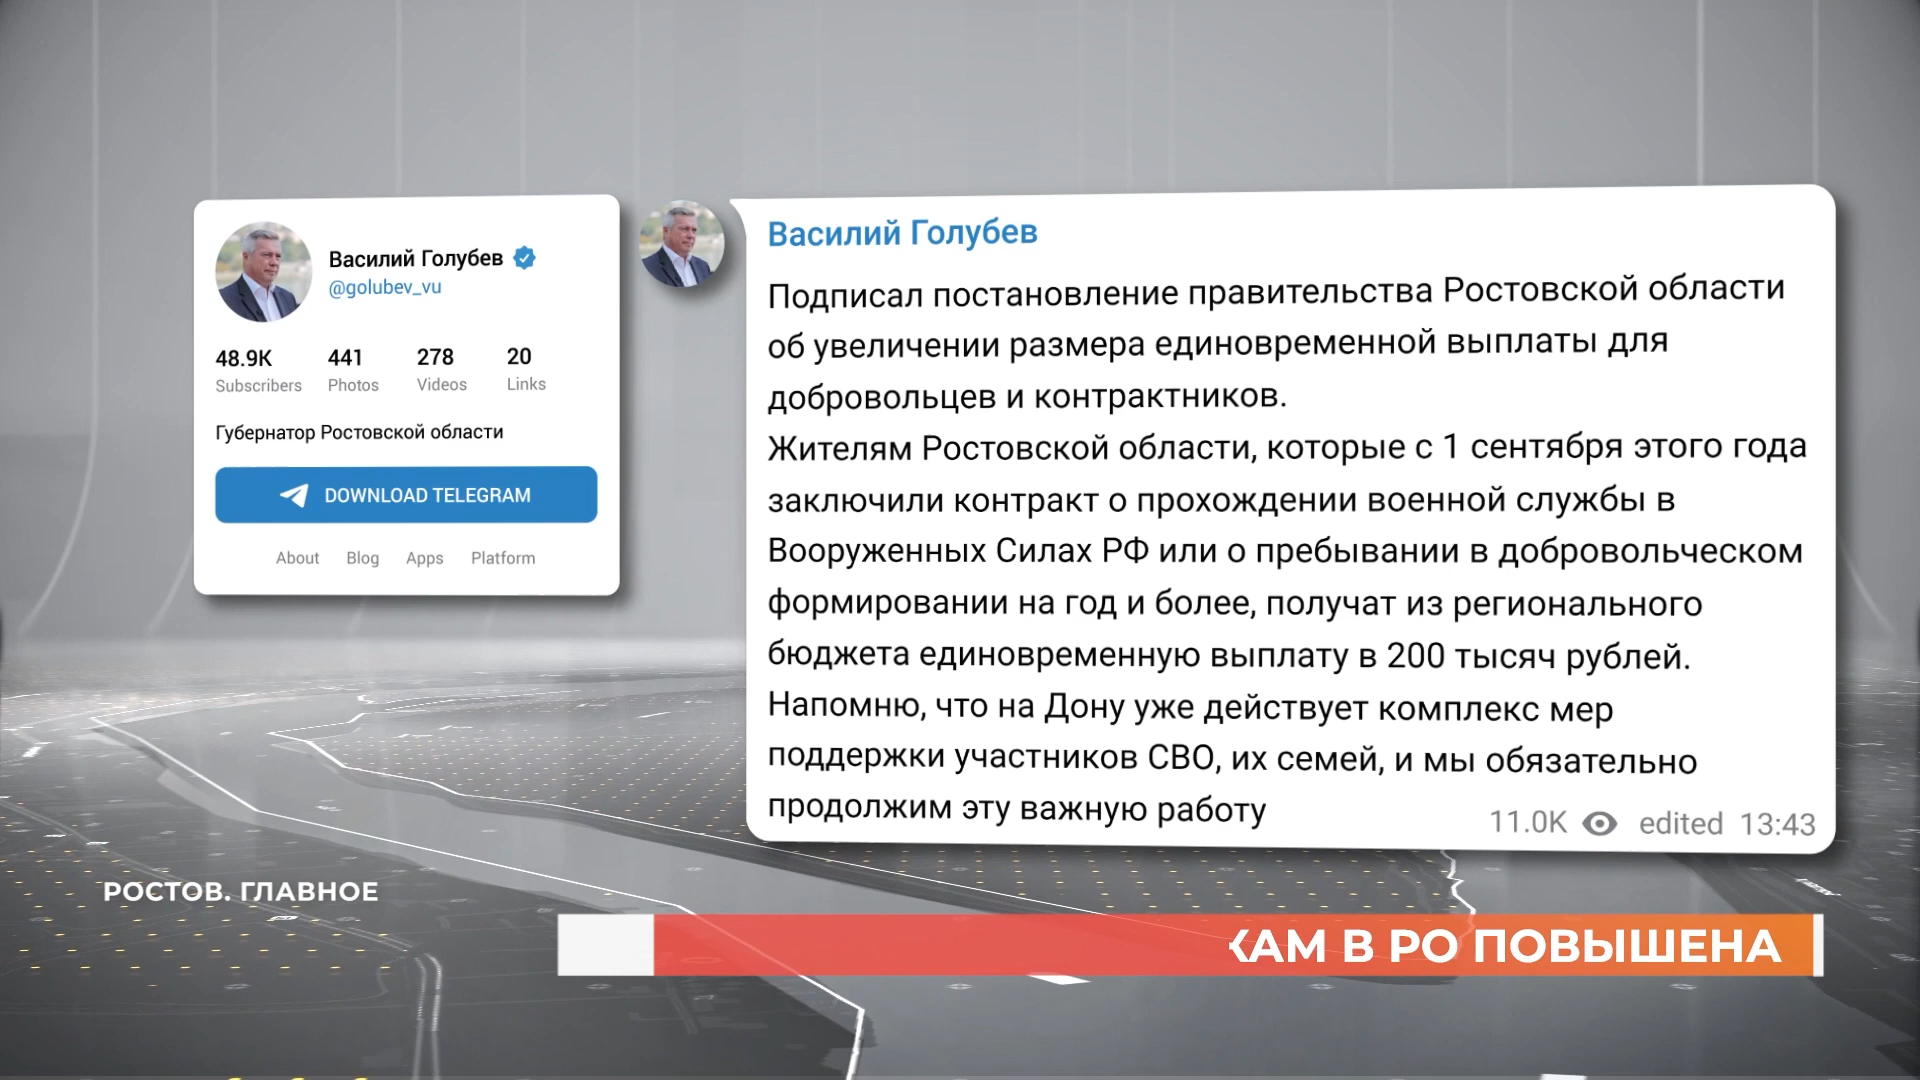 Василий Голубев
@golubev_vu
48.9K 441 278 20
Subscribers Photos Videos Links
Губернатор Ростовской области
DOWNLOAD TELEGRAM
About Blog Apps Platform
Василий Голубев
Подписал постановление правительства Ростовской области
об увеличении размера единовременной выплаты для
добровольцев и контрактников.
Жителям Ростовской области, которые с 1 сентября этого года
заключили контракт о прохождении военной службы в
Вооруженных Силах РФ или о пребывании в добровольческом
формировании на год и более, получат из регионального
бюджета единовременную выплату в 200 тысяч рублей.
Напомню, что на Дону уже действует комплекс мер
поддержки участников СВО, их семей, и мы обязательно
продолжим эту важную работу
11.0K edited 13:43
РОСТОВ. ГЛАВНОЕ
КАМ В РО ПОВЫШЕНА